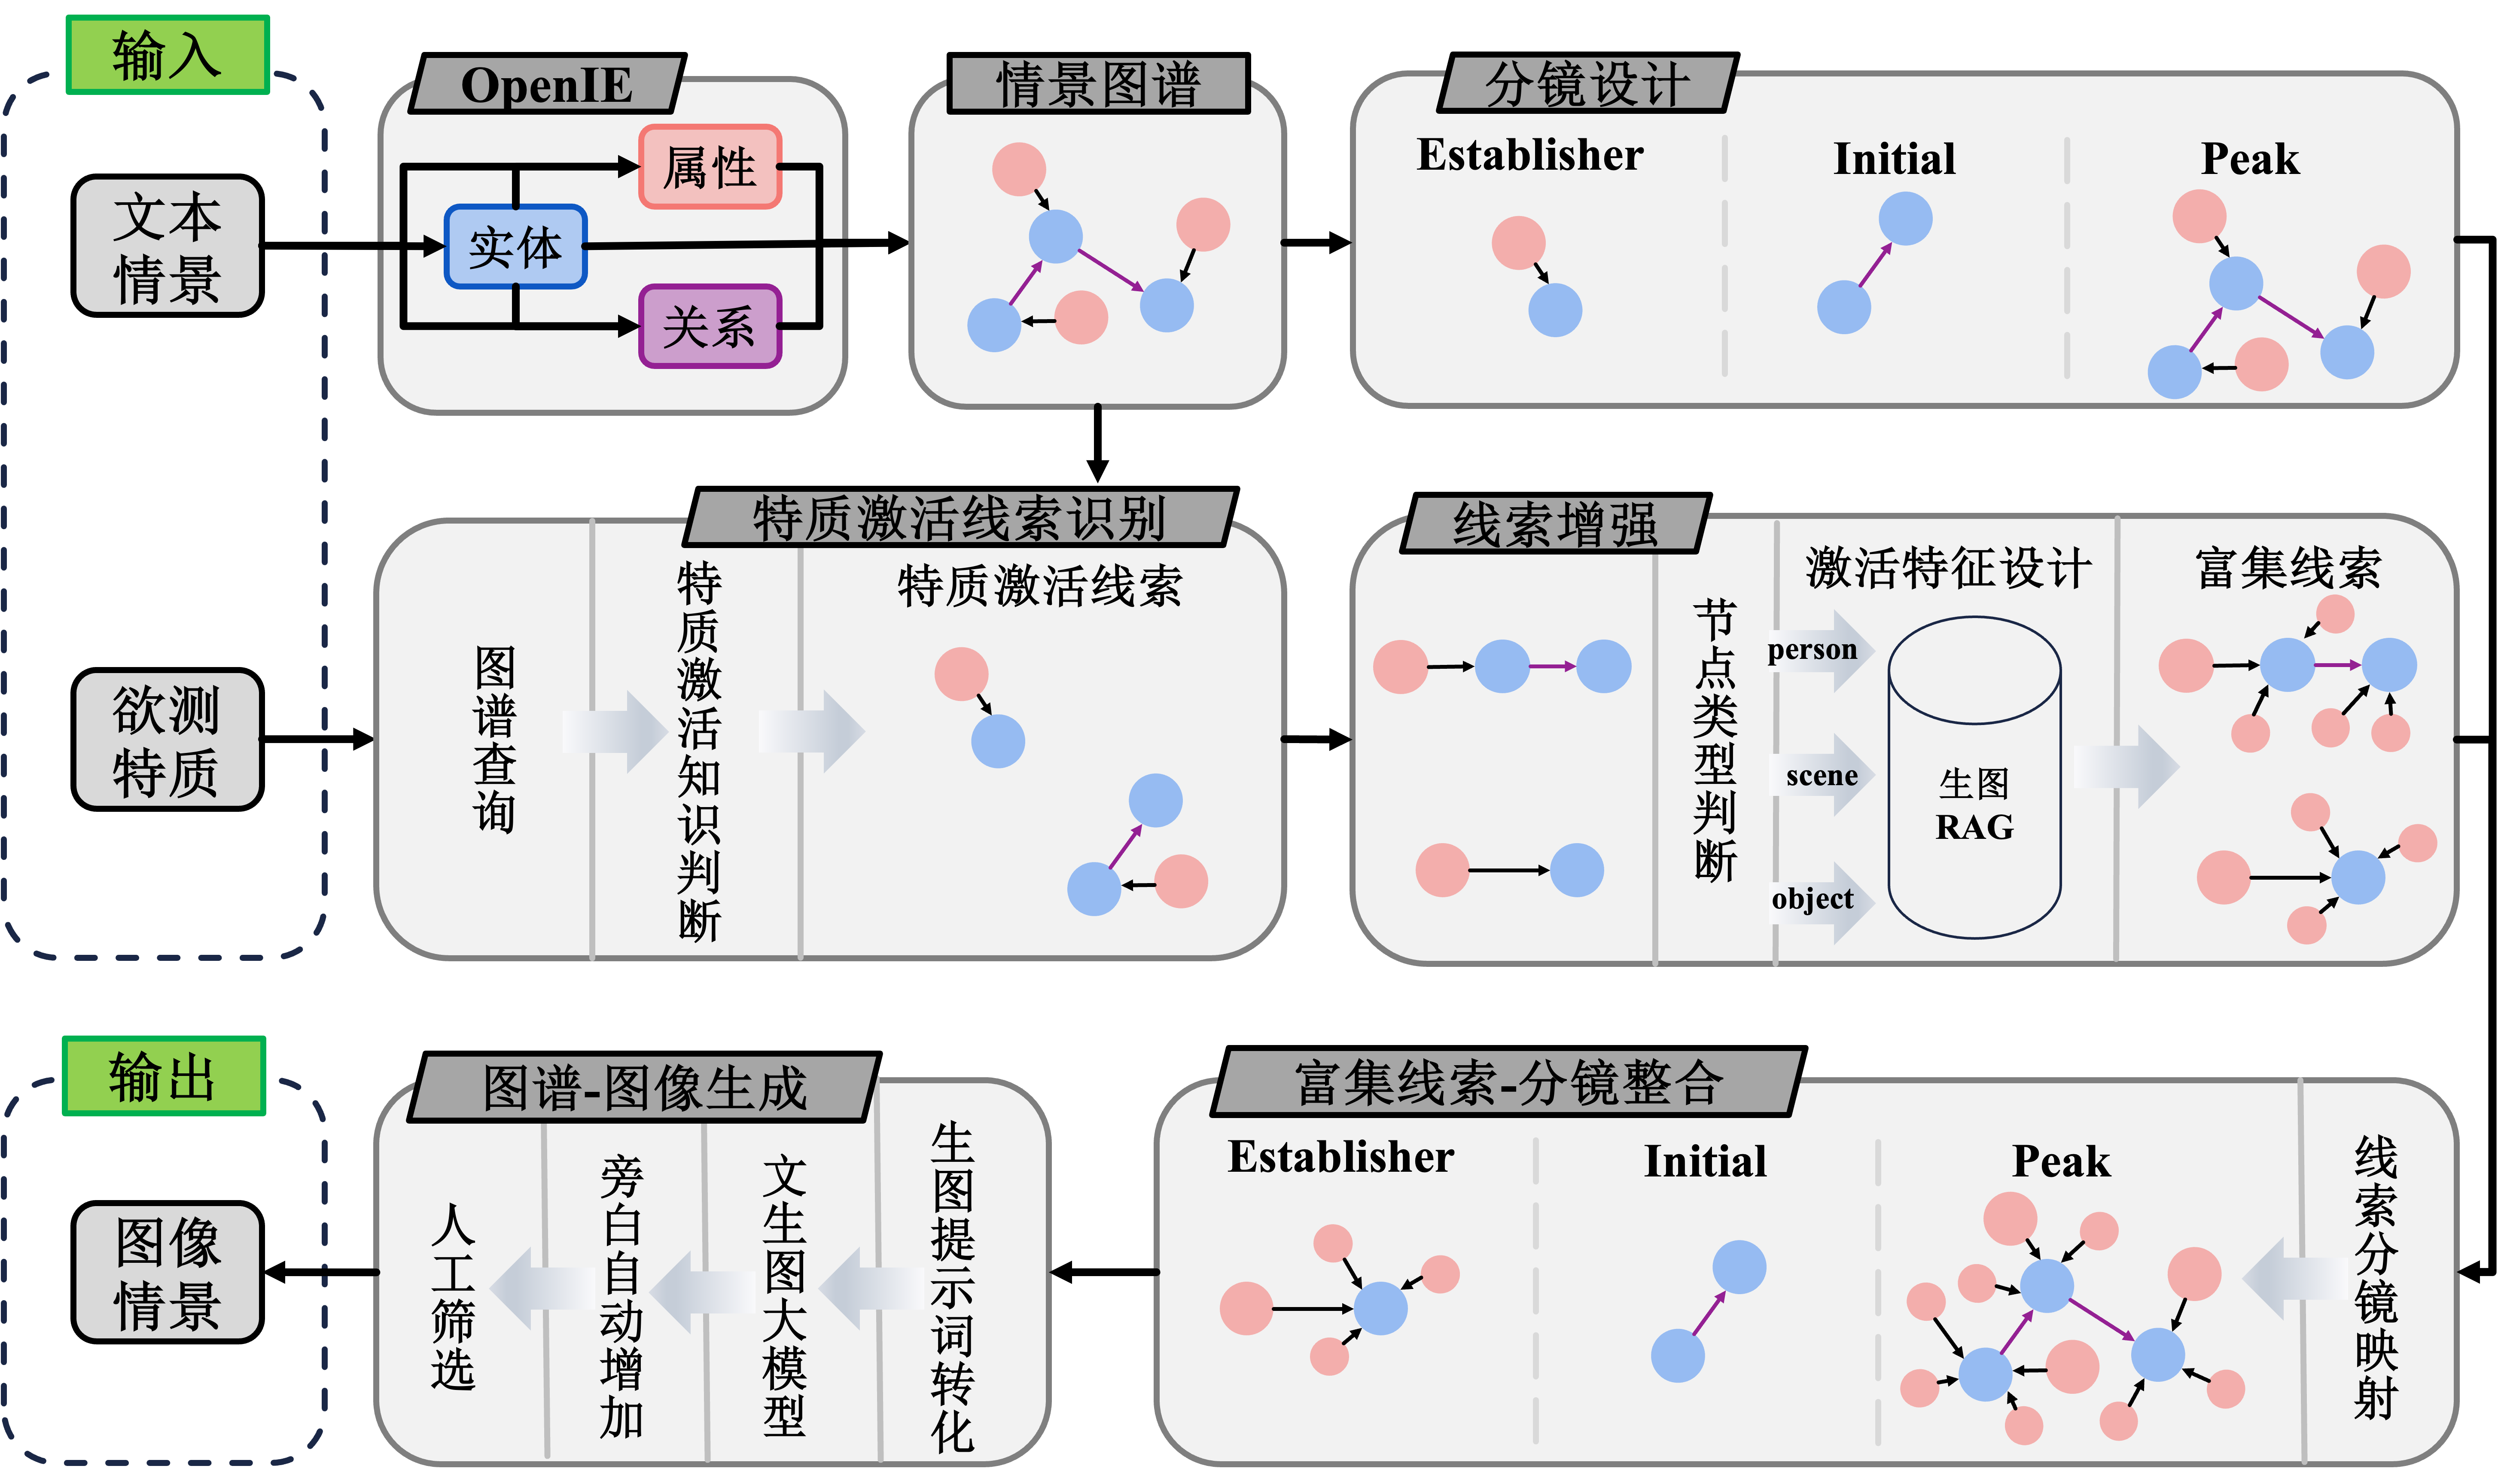 输入
文本
情景
OpenIE
属性
实体
关系
情景图谱
分镜设计
Establisher
Initial
Peak
欲测
特质
特质激活线索识别
图谱查询
特质激活知识判断
特质激活线索
线索增强
节点类型判断
激活特征设计
person
scene
object
生图
RAG
富集线索
富集线索-分镜整合
Establisher
Initial
Peak
线索分镜映射
图谱-图像生成
生图提示词转化
文生图大模型
旁白自动增加
人工筛选
输出
图像
情景